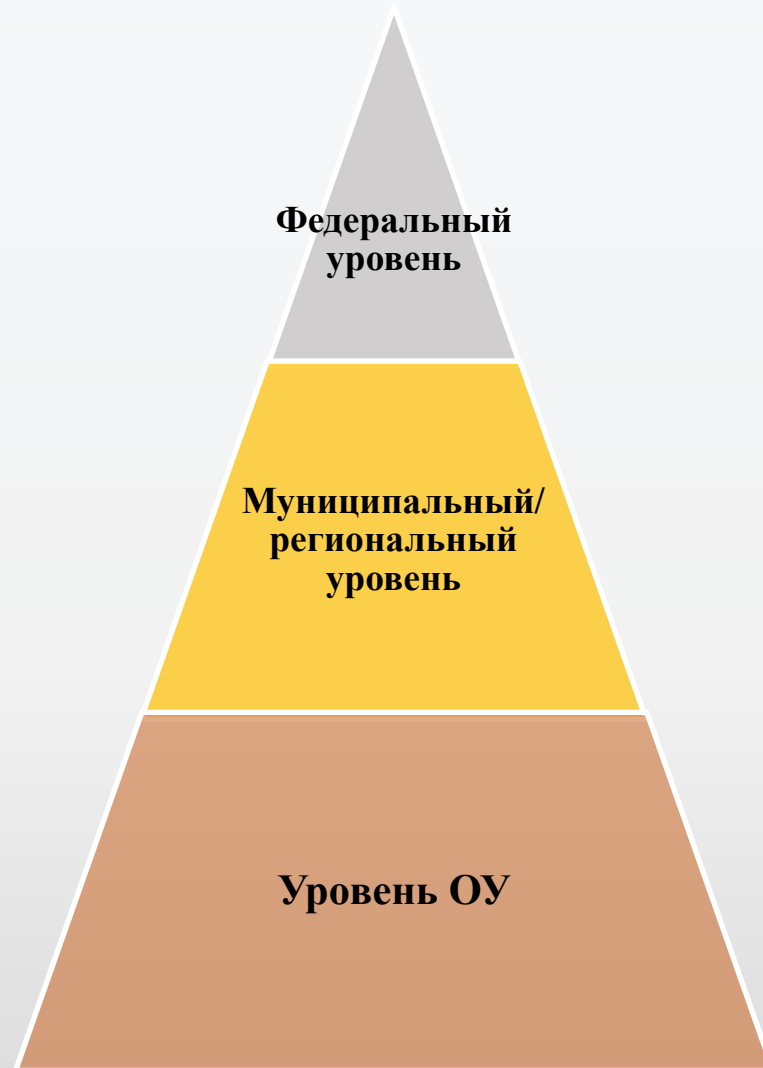 Федеральный
уровень
Муниципальный/
региональный
уровень
Уровень ОУ